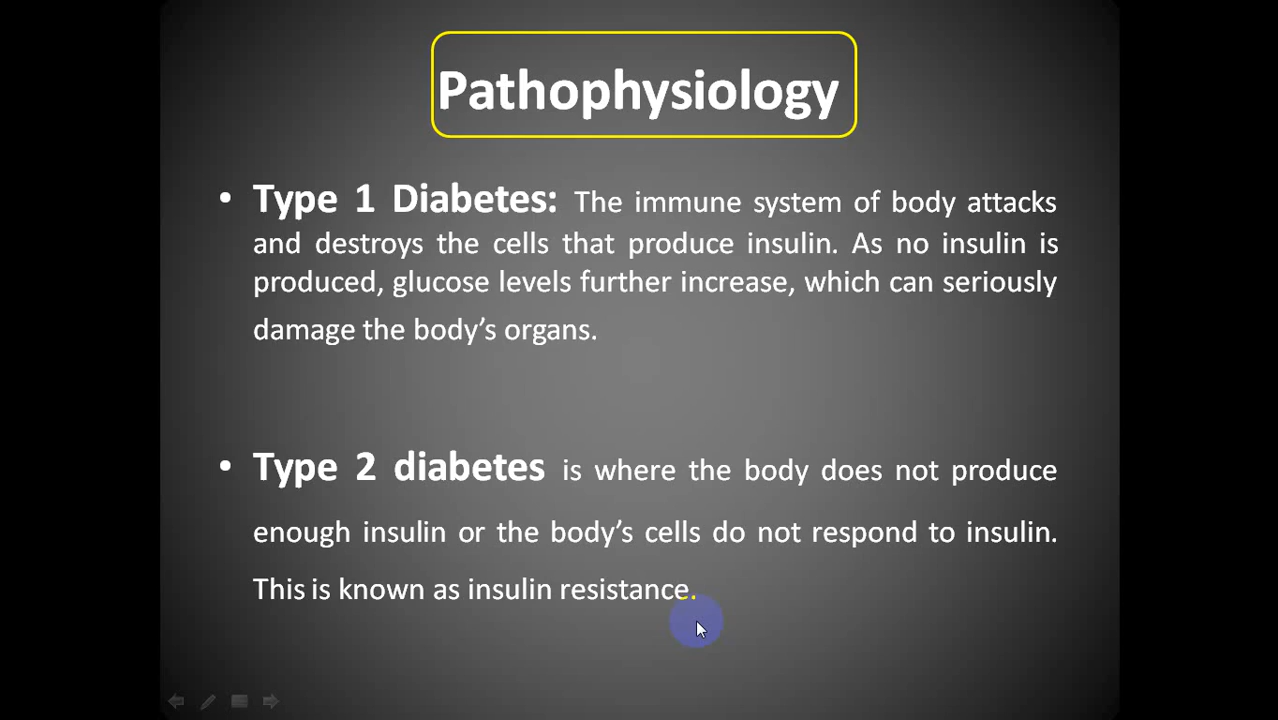 Pathophysiology
• Type 1 Diabetes: The immune system of body attacks
and destroys the cells that produce insulin. As no insulin is
produced, glucose levels further increase, which can seriously
damage the body’s organs.
• Type 2 diabetes is where the body does not produce
enough insulin or the body’s cells do not respond to insulin.
This is known as insulin resistance.